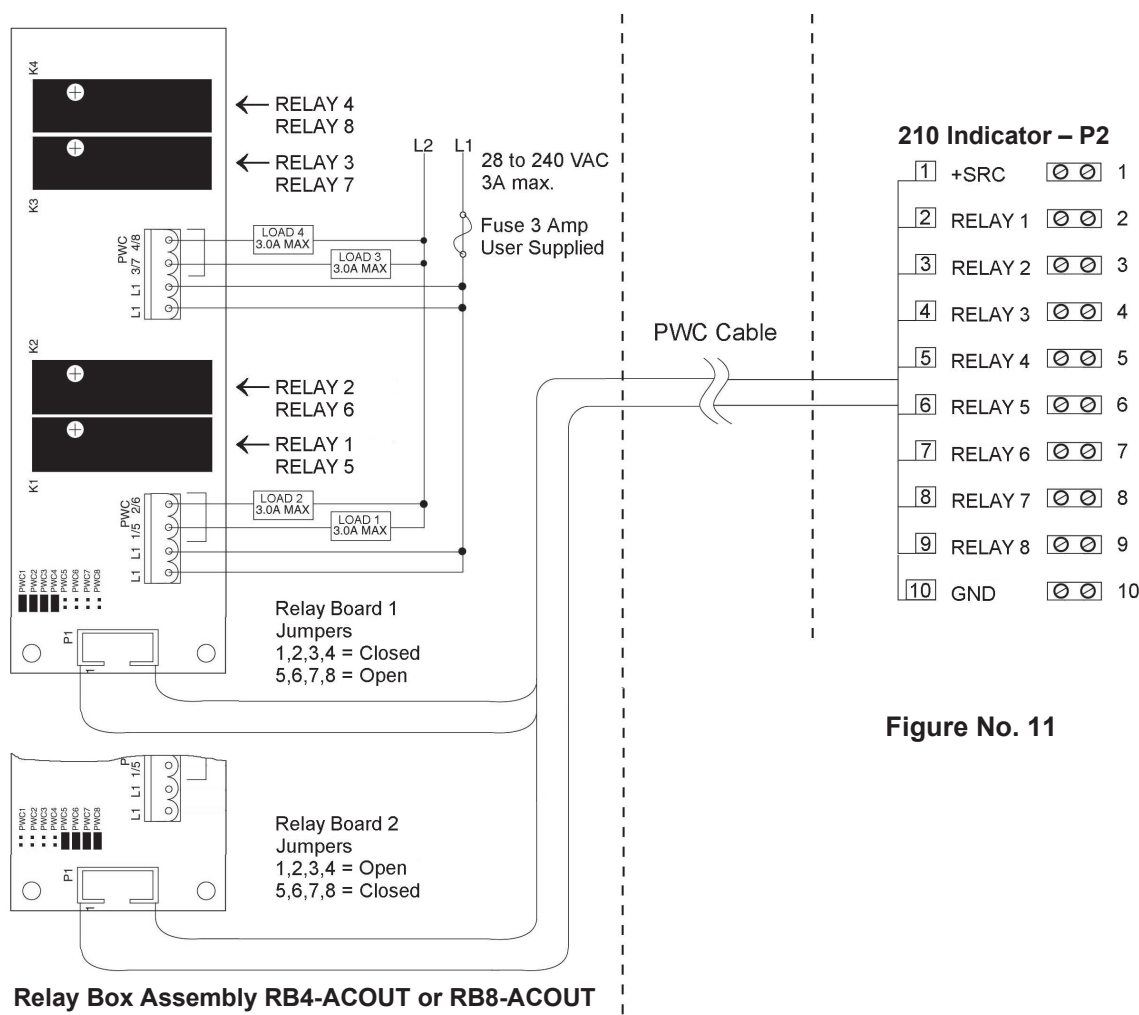 K4
RELAY 4
RELAY 8
K3
RELAY 3
RELAY 7
L2
L1
28 to 240 VAC
3A max.
Fuse 3 Amp
User Supplied
PWC
4/8
3/7
L1
L1
LOAD 4
3.0A MAX
LOAD 3
3.0A MAX
K2
RELAY 2
RELAY 6
K1
RELAY 1
RELAY 5
PWC
2/6
1/5
L1
L1
LOAD 2
3.0A MAX
LOAD 1
3.0A MAX
PWC1
PWC2
PWC3
PWC4
PWC5
PWC6
PWC7
PWC8
P1
1
Relay Board 1
Jumpers
1,2,3,4 = Closed
5,6,7,8 = Open
P
1/5
L1
L1
PWC1
PWC2
PWC3
PWC4
PWC5
PWC6
PWC7
PWC8
P1
1
Relay Board 2
Jumpers
1,2,3,4 = Open
5,6,7,8 = Closed
Relay Box Assembly RB4-ACOUT or RB8-ACOUT
PWC Cable
210 Indicator – P2
1 +SRC 1
2 RELAY 1 2
3 RELAY 2 3
4 RELAY 3 4
5 RELAY 4 5
6 RELAY 5 6
7 RELAY 6 7
8 RELAY 7 8
9 RELAY 8 9
10 GND 10
Figure No. 11